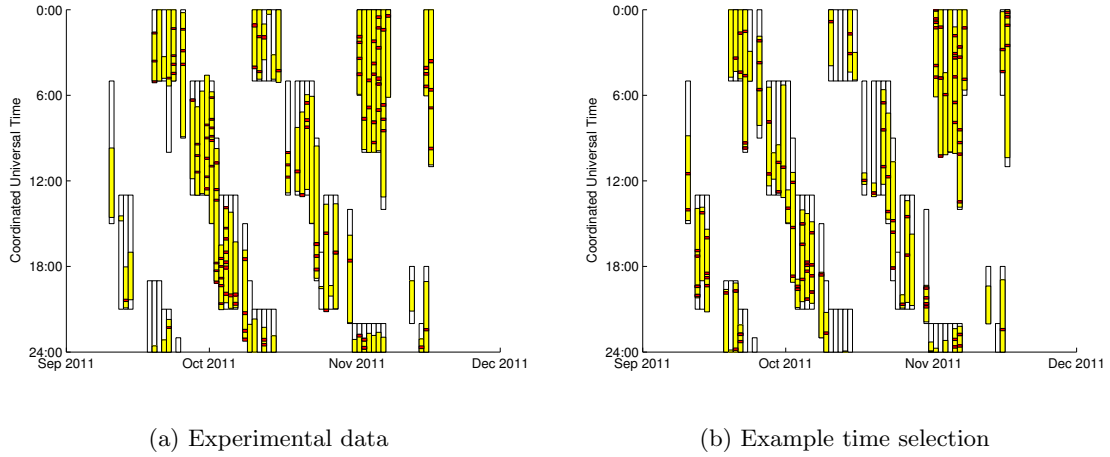 0:00
6:00
12:00
18:00
24:00
Coordinated Universal Time
Sep 2011
Oct 2011
Nov 2011
Dec 2011
(a) Experimental data
0:00
6:00
12:00
18:00
24:00
Coordinated Universal Time
Sep 2011
Oct 2011
Nov 2011
Dec 2011
(b) Example time selection